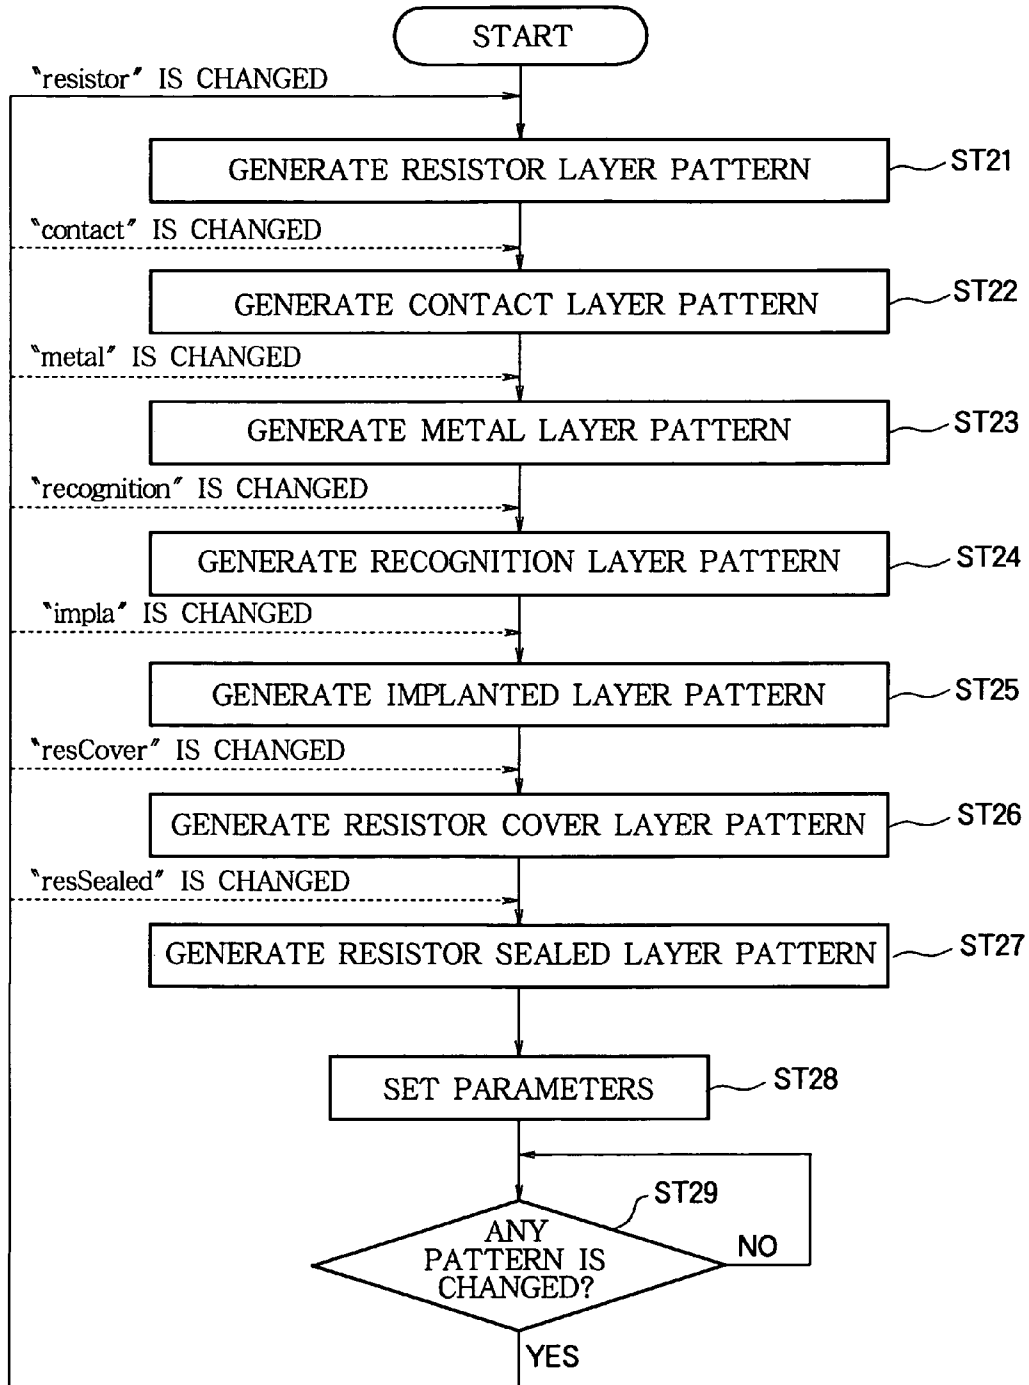 START
‶resistor″ IS CHANGED
GENERATE RESISTOR LAYER PATTERN
ST21
‶contact″ IS CHANGED
GENERATE CONTACT LAYER PATTERN
ST22
‶metal″ IS CHANGED
GENERATE METAL LAYER PATTERN
ST23
‶recognition″ IS CHANGED
GENERATE RECOGNITION LAYER PATTERN
ST24
‶impla″ IS CHANGED
GENERATE IMPLANTED LAYER PATTERN
ST25
‶resCover″ IS CHANGED
GENERATE RESISTOR COVER LAYER PATTERN
ST26
‶resSealed″ IS CHANGED
GENERATE RESISTOR SEALED LAYER PATTERN
ST27
SET PARAMETERS
ST28
ST29
ANY
PATTERN IS
CHANGED?
NO
YES